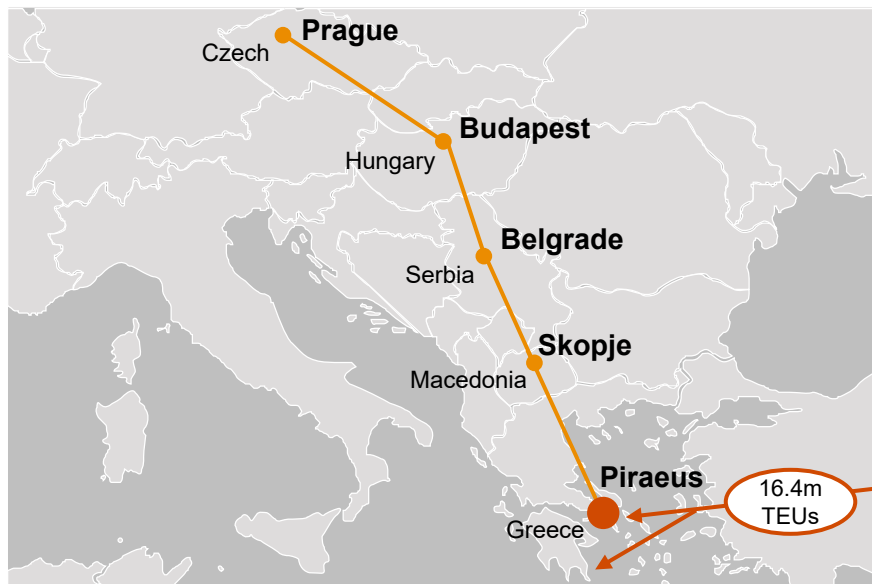 Prague
Czech
Budapest
Hungary
Belgrade
Serbia
Skopje
Macedonia
Piraeus
16.4m
TEUs
Greece